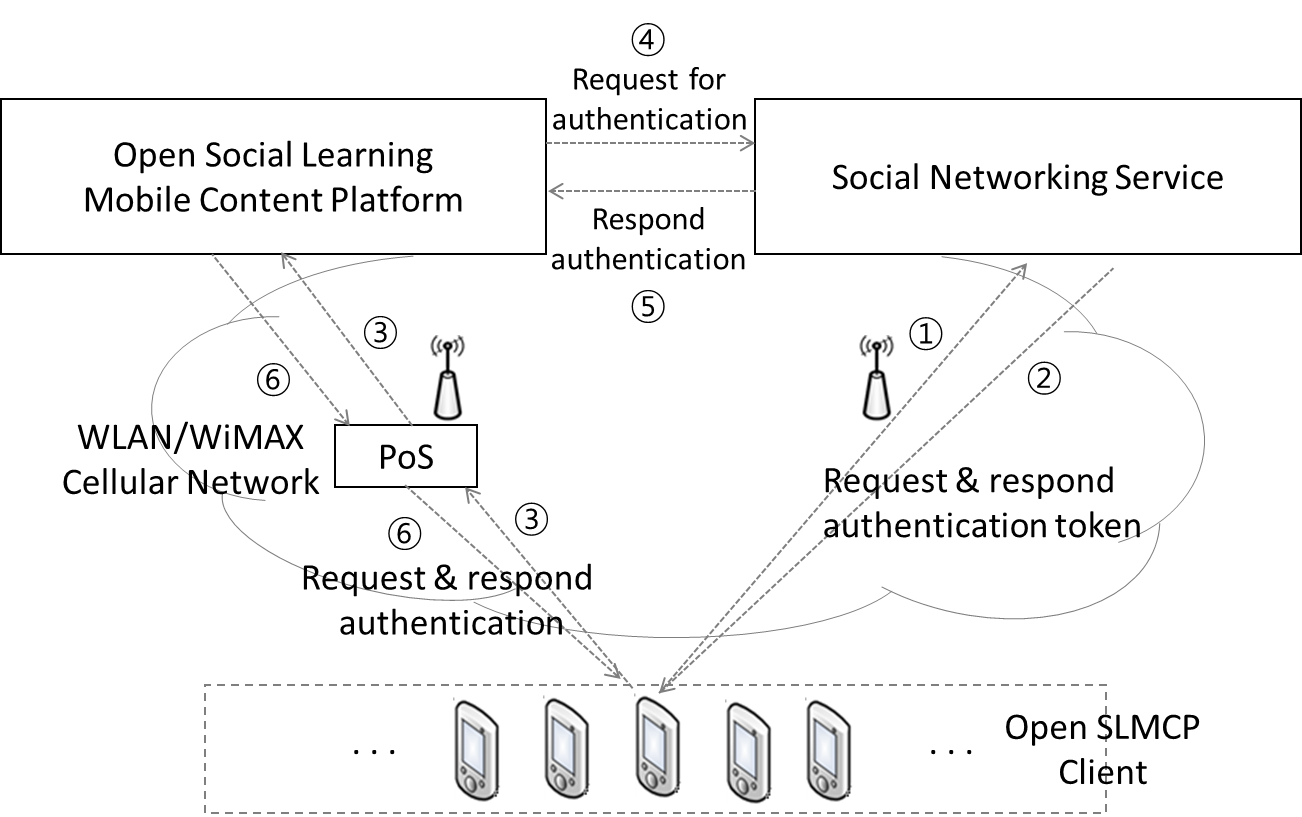 ④
Request for
authentication
Open Social Learning
Mobile Content Platform
Social Networking Service
Respond
authentication
⑤
③
①
⑥
②
WLAN/WiMAX
Cellular Network
PoS
Request & respond
authentication token
③
⑥
Request & respond
authentication
. . .
. . .
Open SLMCP
Client